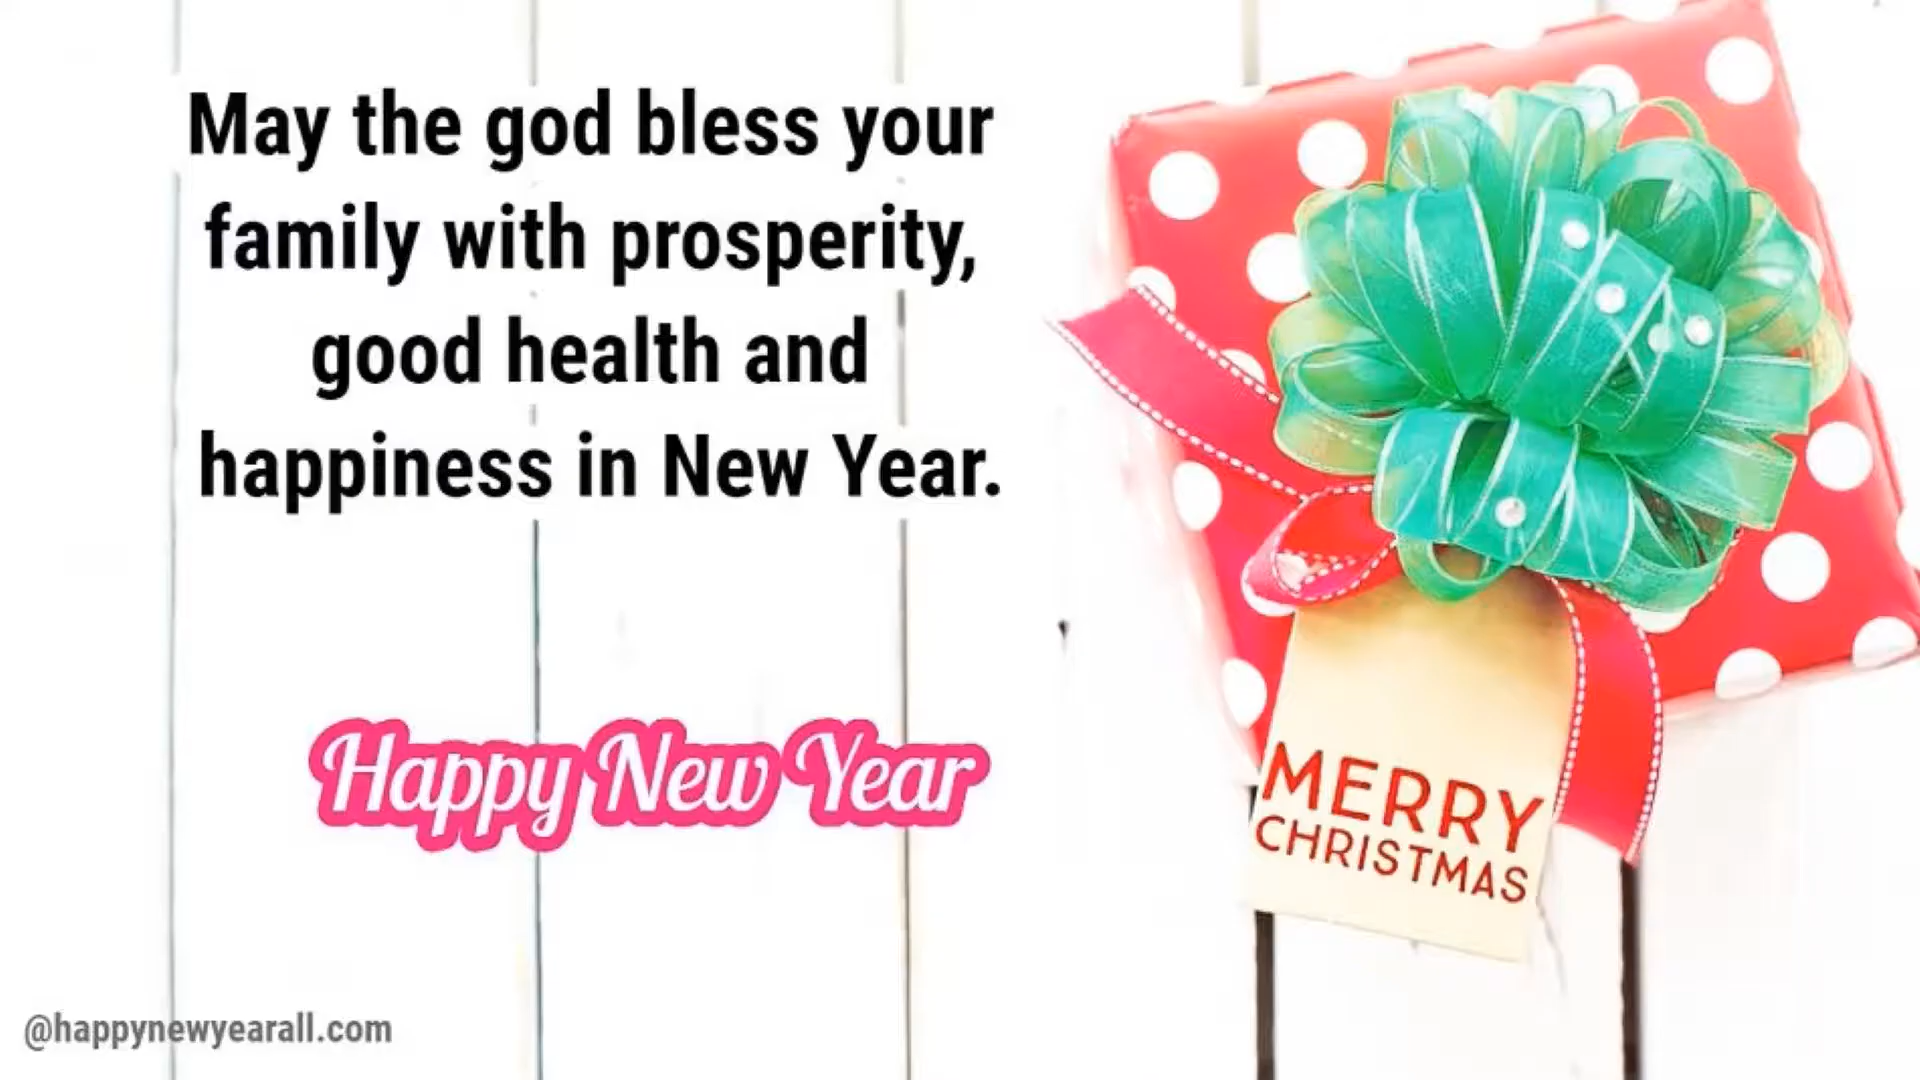 May the god bless your
family with prosperity,
good health and
happiness in New Year.
Happy New Year
MERRY
CHRISTMAS
@happynewyearall.com